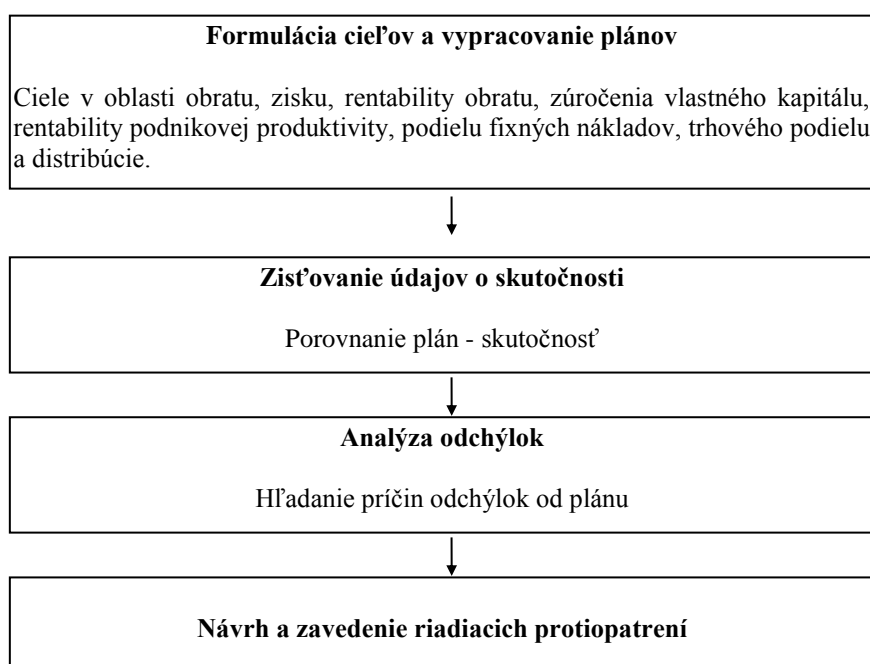 Formulácia cieľov a vypracovanie plánov
Ciele v oblasti obratu, zisku, rentability obratu, zúročenia vlastného kapitálu,
rentability podnikovej produktivity, podielu fixných nákladov, trhového podielu
a distribúcie.
Zisťovanie údajov o skutočnosti
Porovnanie plán - skutočnosť
Analýza odchýlok
Hľadanie príčin odchýlok od plánu
Návrh a zavedenie riadiacich protiopatrení